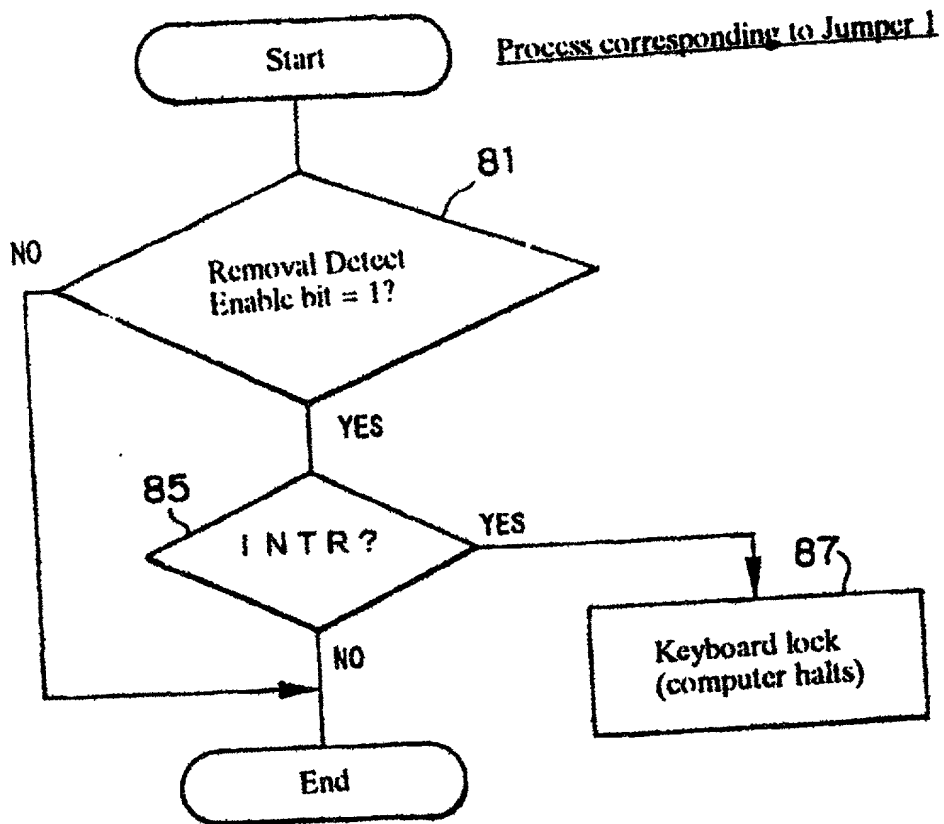 Process corresponding to Jumper 1
Start
81
NO
Removal Detect
Enable bit = 1?
YES
85
INTR?
YES
87
Keyboard lock
(computer halts)
NO
End